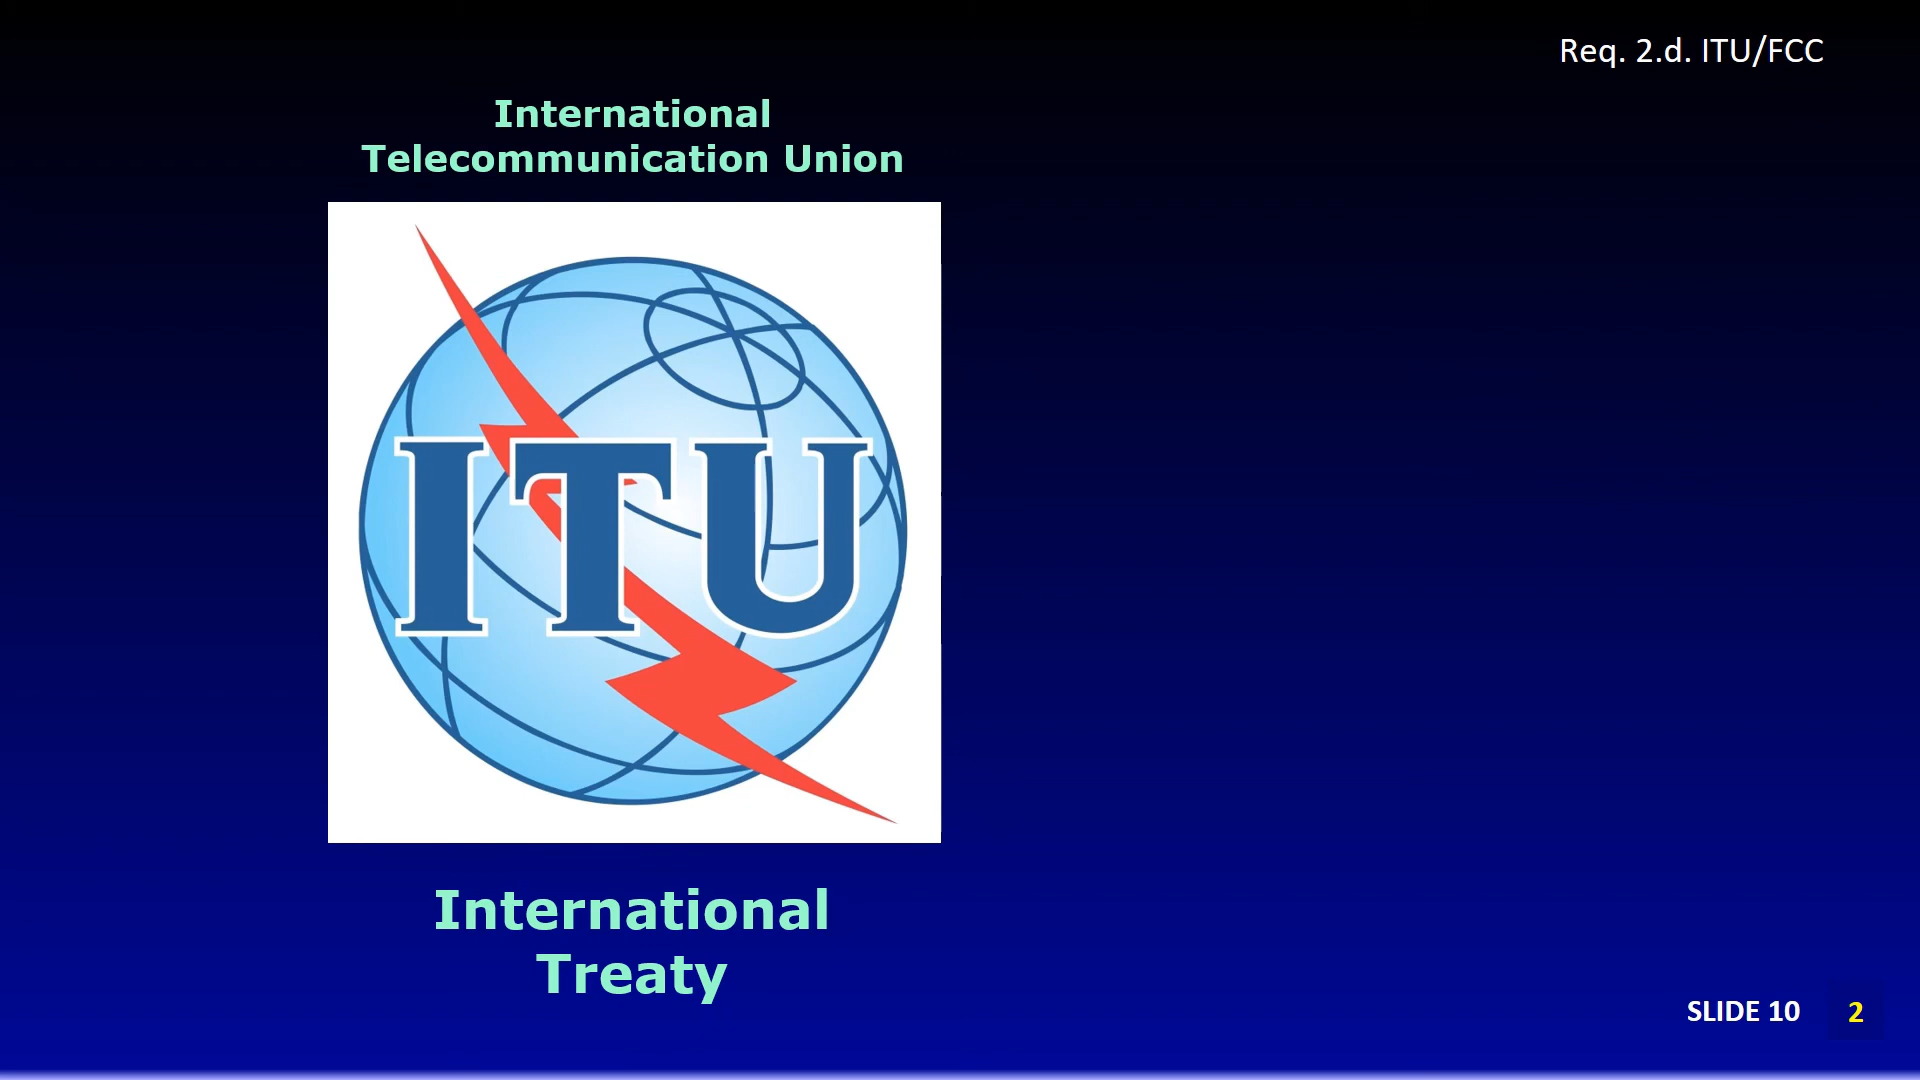 Req. 2.d. ITU/FCC
International
Telecommunication Union
ITU
International
Treaty
SLIDE 10 2